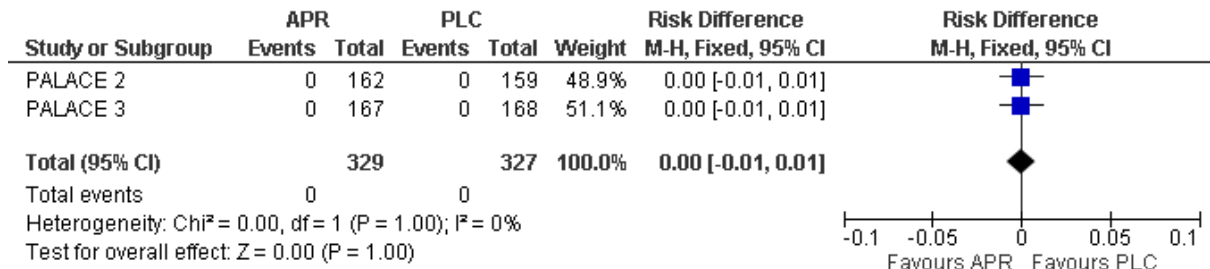 APR PLC Risk Difference Risk Difference
Study or Subgroup Events Total Events Total Weight M-H, Fixed, 95% CI M-H, Fixed, 95% CI
PALACE 2 0 162 0 159 48.9% 0.00 [-0.01, 0.01]
PALACE 3 0 167 0 168 51.1% 0.00 [-0.01, 0.01]
Total (95% CI) 329 327 100.0% 0.00 [-0.01, 0.01]
Total events 0 0
Heterogeneity: Chi² = 0.00, df = 1 (P = 1.00); I² = 0%
Test for overall effect: Z = 0.00 (P = 1.00)
-0.1 -0.05 0 0.05 0.1
Favours APR Favours PLC